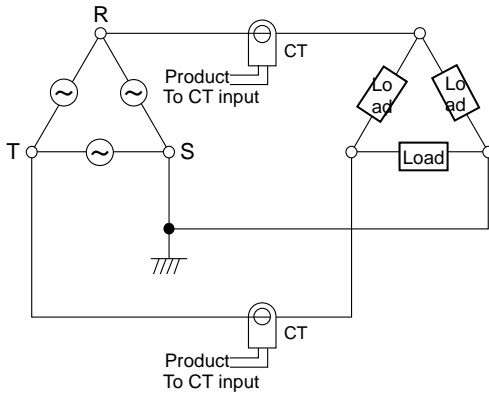 R
CT
Product
To CT input
Lo
ad
Lo
ad
T
S
Load
CT
Product
To CT input